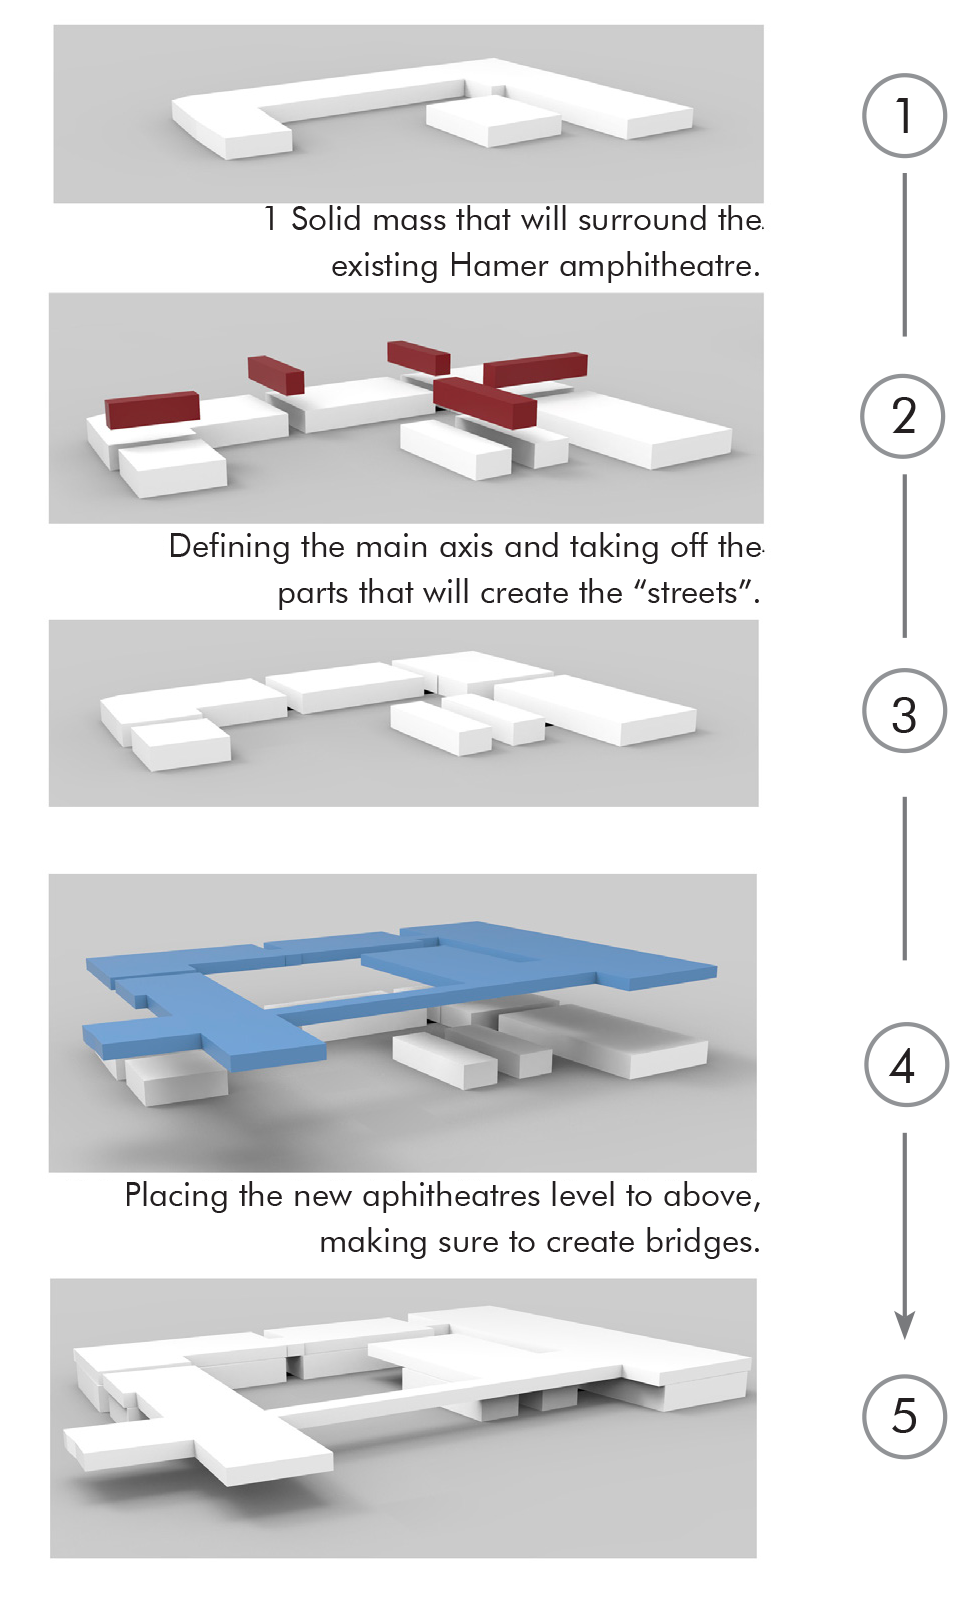 1
1 Solid mass that will surround the
existing Hamer amphitheatre.
2
Defining the main axis and taking off the
parts that will create the “streets”.
3
4
Placing the new aphitheatres level to above,
making sure to create bridges.
5